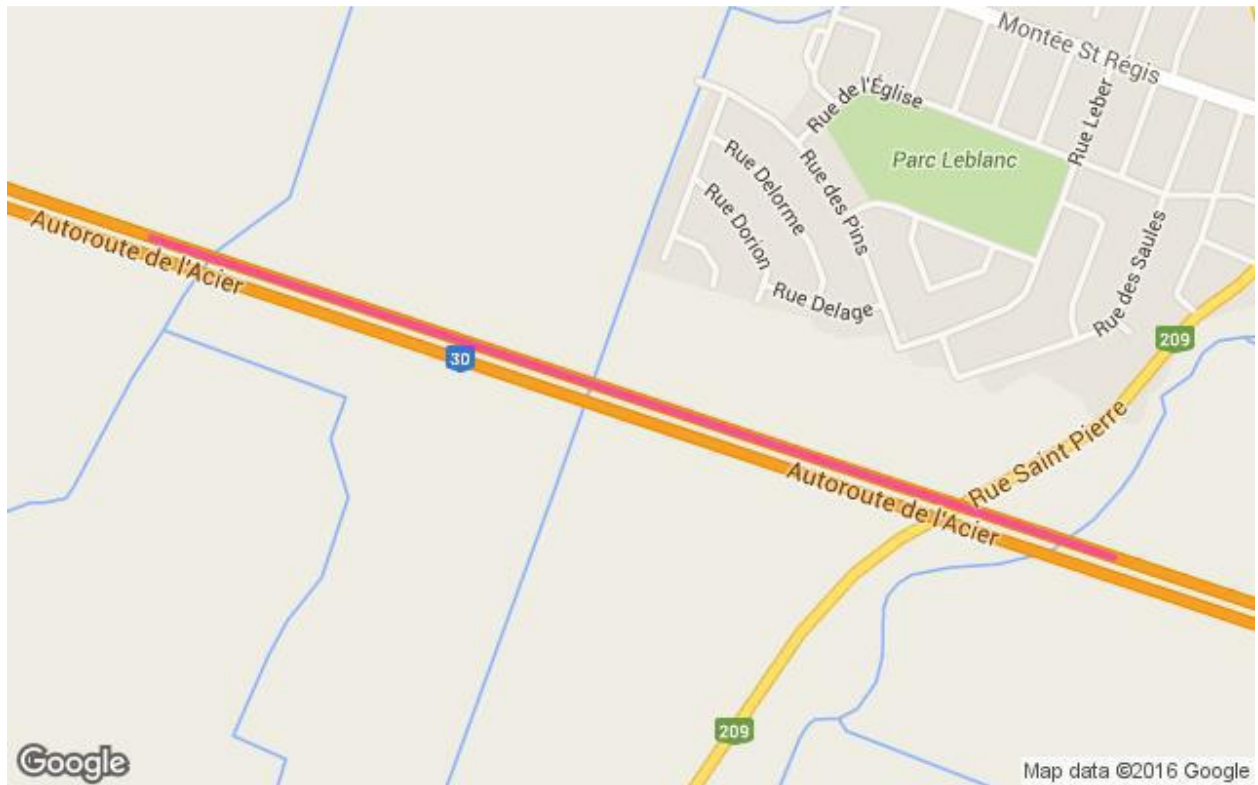 Montée St Régis
Rue de l'Église
Rue Leber
Parc Leblanc
Rue Delorme
Rue des Pins
Rue Dorion
Rue des Saules
Autoroute de l'Acier
Rue Delage
209
30
Rue Saint Pierre
Autoroute de l'Acier
209
Google
Map data ©2016 Google